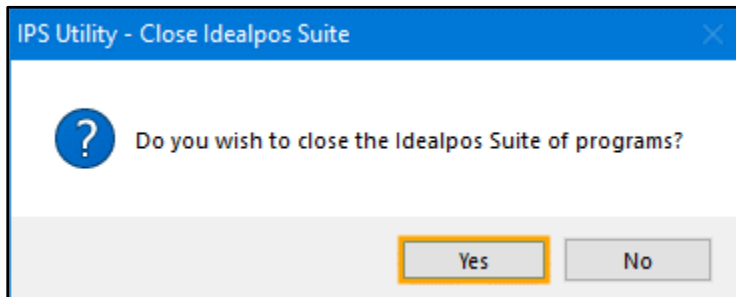 IPS Utility - Close Idealpos Suite
Do you wish to close the Idealpos Suite of programs?
Yes
No